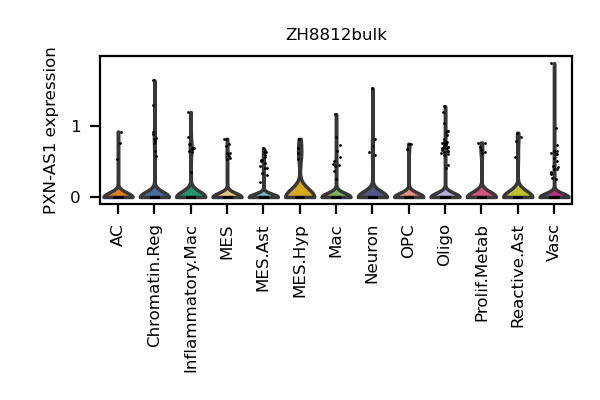 ZH8812bulk
PXN-AS1 expression
1
0
AC
Chromatin.Reg
Inflammatory.Mac
MES
MES.Ast
MES.Hyp
Mac
Neuron
OPC
Oligo
Prolif.Metab
Reactive.Ast
Vasc